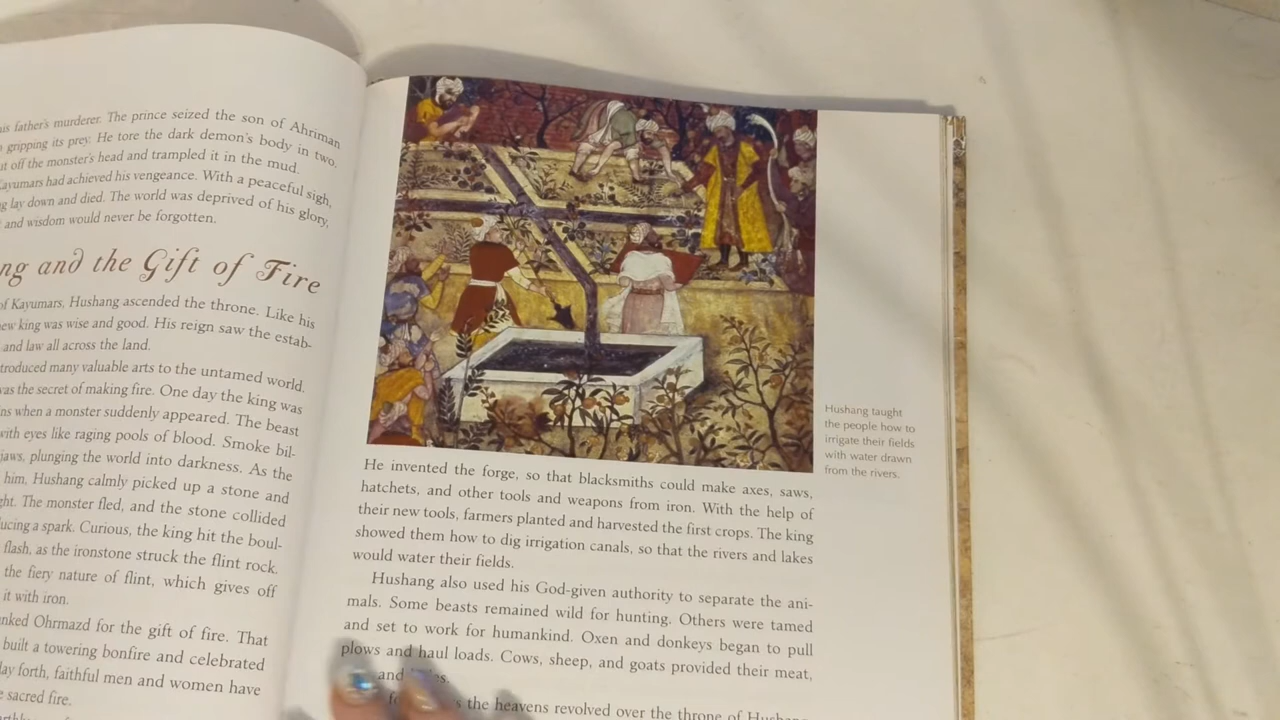 his father's murderer. The prince seized the son of Ahriman
gripping its prey. He tore the dark demon's body in two,
off the monster's head and trampled it in the mud.
Kayumars had achieved his vengeance. With a peaceful sigh,
lay down and died. The world was deprived of his glory,
and wisdom would never be forgotten.
and the Gift of Fire
of Kayumars, Hushang ascended the throne. Like his
new king was wise and good. His reign saw the estab-
and law all across the land.
troduced many valuable arts to the untamed world.
was the secret of making fire. One day the king was
ns when a monster suddenly appeared. The beast
with eyes like raging pools of blood. Smoke bil-
jaws, plunging the world into darkness. As the
him, Hushang calmly picked up a stone and
ght. The monster fled, and the stone collided
ucing a spark. Curious, the king hit the boul-
flash, as the ironstone struck the flint rock.
the fiery nature of flint, which gives off
it with iron.
nked Ohrmazd for the gift of fire. That
built a towering bonfire and celebrated
day forth, faithful men and women have
sacred fire.
Hushang taught
the people how to
irrigate their fields
with water drawn
from the rivers.
He invented the forge, so that blacksmiths could make axes, saws,
hatchets, and other tools and weapons from iron. With the help of
their new tools, farmers planted and harvested the first crops. The king
showed them how to dig irrigation canals, so that the rivers and lakes
would water their fields.
Hushang also used his God-given authority to separate the ani-
mals. Some beasts remained wild for hunting. Others were tamed
and set to work for humankind. Oxen and donkeys began to pull
plows and haul loads. Cows, sheep, and goats provided their meat,
and
the heavens revolved over the throne of Hushang